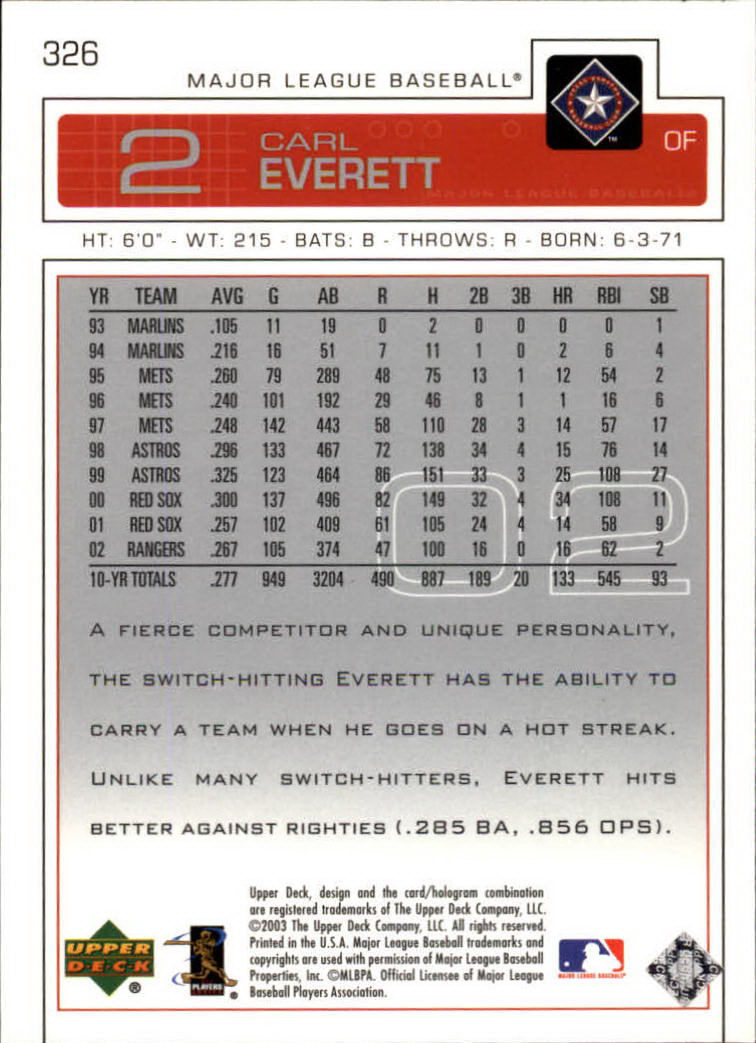 326
MAJOR LEAGUE BASEBALL®
2 CARL EVERETT OF
MAJOR LEAGUE BASEBALL
HT: 6'0" - WT: 215 - BATS: B - THROWS: R - BORN: 6-3-71
YR TEAM AVG G AB R H 2B 3B HR RBI SB
93 MARLINS .105 11 19 0 2 0 0 0 0 1
94 MARLINS .216 16 51 7 11 1 0 2 6 4
95 METS .260 79 289 48 75 13 1 12 54 2
96 METS .240 101 192 29 46 8 1 1 16 6
97 METS .248 142 443 58 110 28 3 14 57 17
98 ASTROS .296 133 467 72 138 34 4 15 76 14
99 ASTROS .325 123 464 86 151 33 3 25 108 27
00 RED SOX .300 137 496 82 149 32 4 34 108 11
01 RED SOX .257 102 409 61 105 24 4 14 58 9
02 RANGERS .267 105 374 47 100 16 0 16 62 2
10-YR TOTALS .277 949 3204 490 887 189 20 133 545 93
02
A FIERCE COMPETITOR AND UNIQUE PERSONALITY,
THE SWITCH-HITTING EVERETT HAS THE ABILITY TO
CARRY A TEAM WHEN HE GOES ON A HOT STREAK.
UNLIKE MANY SWITCH-HITTERS, EVERETT HITS
BETTER AGAINST RIGHTIES (.285 BA, .856 OPS).
Upper Deck, design and the card/hologram combination
are registered trademarks of The Upper Deck Company, LLC.
©2003 The Upper Deck Company, LLC. All rights reserved.
Printed in the U.S.A. Major League Baseball trademarks and
copyrights are used with permission of Major League Baseball
Properties, Inc. ©MLBPA. Official Licensee of Major League
Baseball Players Association.
UPPER
DECK ®
PLAYERS
®
MAJOR LEAGUE BASEBALL